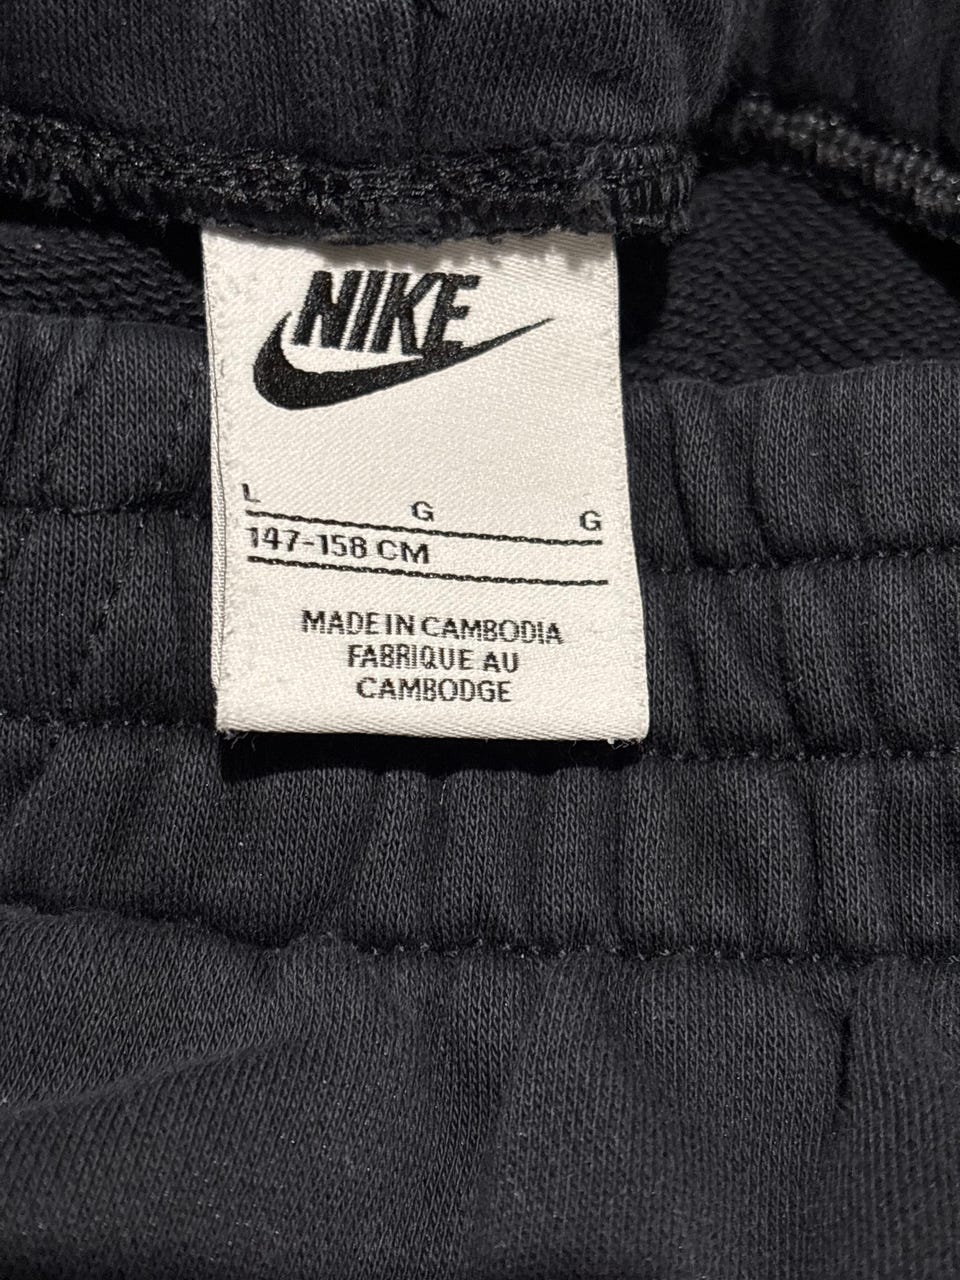 NIKE
L G G
147-158 CM
MADE IN CAMBODIA
FABRIQUE AU
CAMBODGE